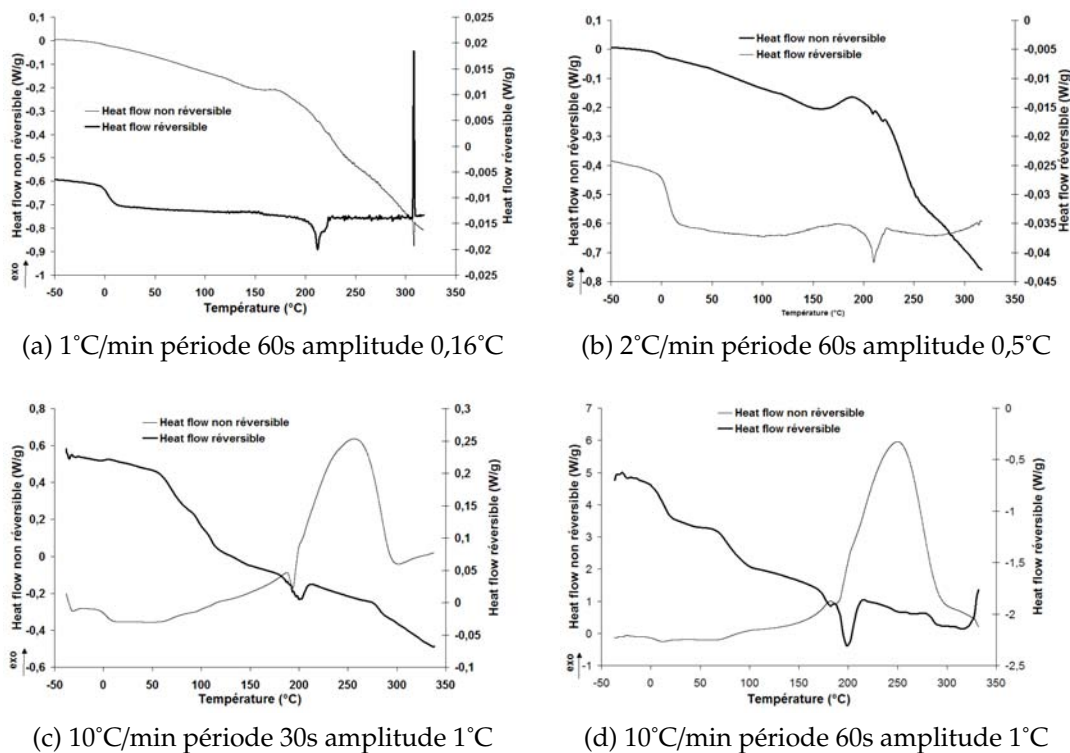 0,1
0
-0,1
-0,2
-0,3
-0,4
-0,5
-0,6
-0,7
-0,8
-0,9
-1
Heat flow non réversible (W/g)
exo
Heat flow non réversible
Heat flow réversible
-50 0 50 100 150 200 250 300 350
Température (°C)
0,025
0,02
0,015
0,01
0,005
0
-0,005
-0,01
-0,015
-0,02
-0,025
Heat flow réversible (W/g)
(a) 1°C/min période 60s amplitude 0,16°C
0,1
0
-0,1
-0,2
-0,3
-0,4
-0,5
-0,6
-0,7
-0,8
Heat flow non réversible (W/g)
exo
Heat flow non réversible
Heat flow réversible
-50 0 50 100 150 200 250 300 350
Température (°C)
0
-0,005
-0,01
-0,015
-0,02
-0,025
-0,03
-0,035
-0,04
-0,045
Heat flow réversible (W/g)
(b) 2°C/min période 60s amplitude 0,5°C
0,8
0,6
0,4
0,2
0
-0,2
-0,4
-0,6
Heat flow non réversible (W/g)
exo
Heat flow non réversible
Heat flow réversible
-50 0 50 100 150 200 250 300 350
Température (°C)
0,3
0,25
0,2
0,15
0,1
0,05
0
-0,05
-0,1
Heat flow réversible (W/g)
(c) 10°C/min période 30s amplitude 1°C
7
6
5
4
3
2
1
0
-1
Heat flow non réversible (W/g)
exo
Heat flow non réversible
Heat flow réversible
-50 0 50 100 150 200 250 300 350
Température (°C)
0
-0,5
-1
-1,5
-2
-2,5
Heat flow réversible (W/g)
(d) 10°C/min période 60s amplitude 1°C